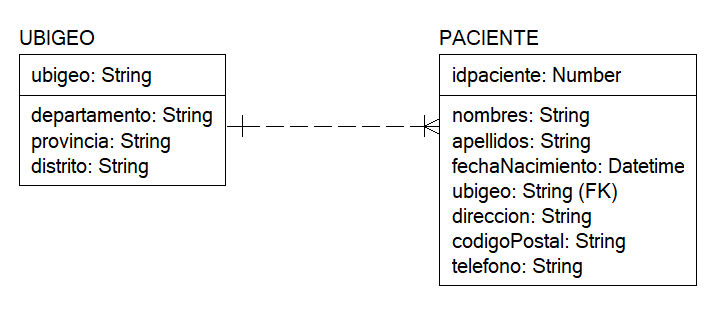 UBIGEO
ubigeo: String
departamento: String
provincia: String
distrito: String
PACIENTE
idpaciente: Number
nombres: String
apellidos: String
fechaNacimiento: Datetime
ubigeo: String (FK)
direccion: String
codigoPostal: String
telefono: String